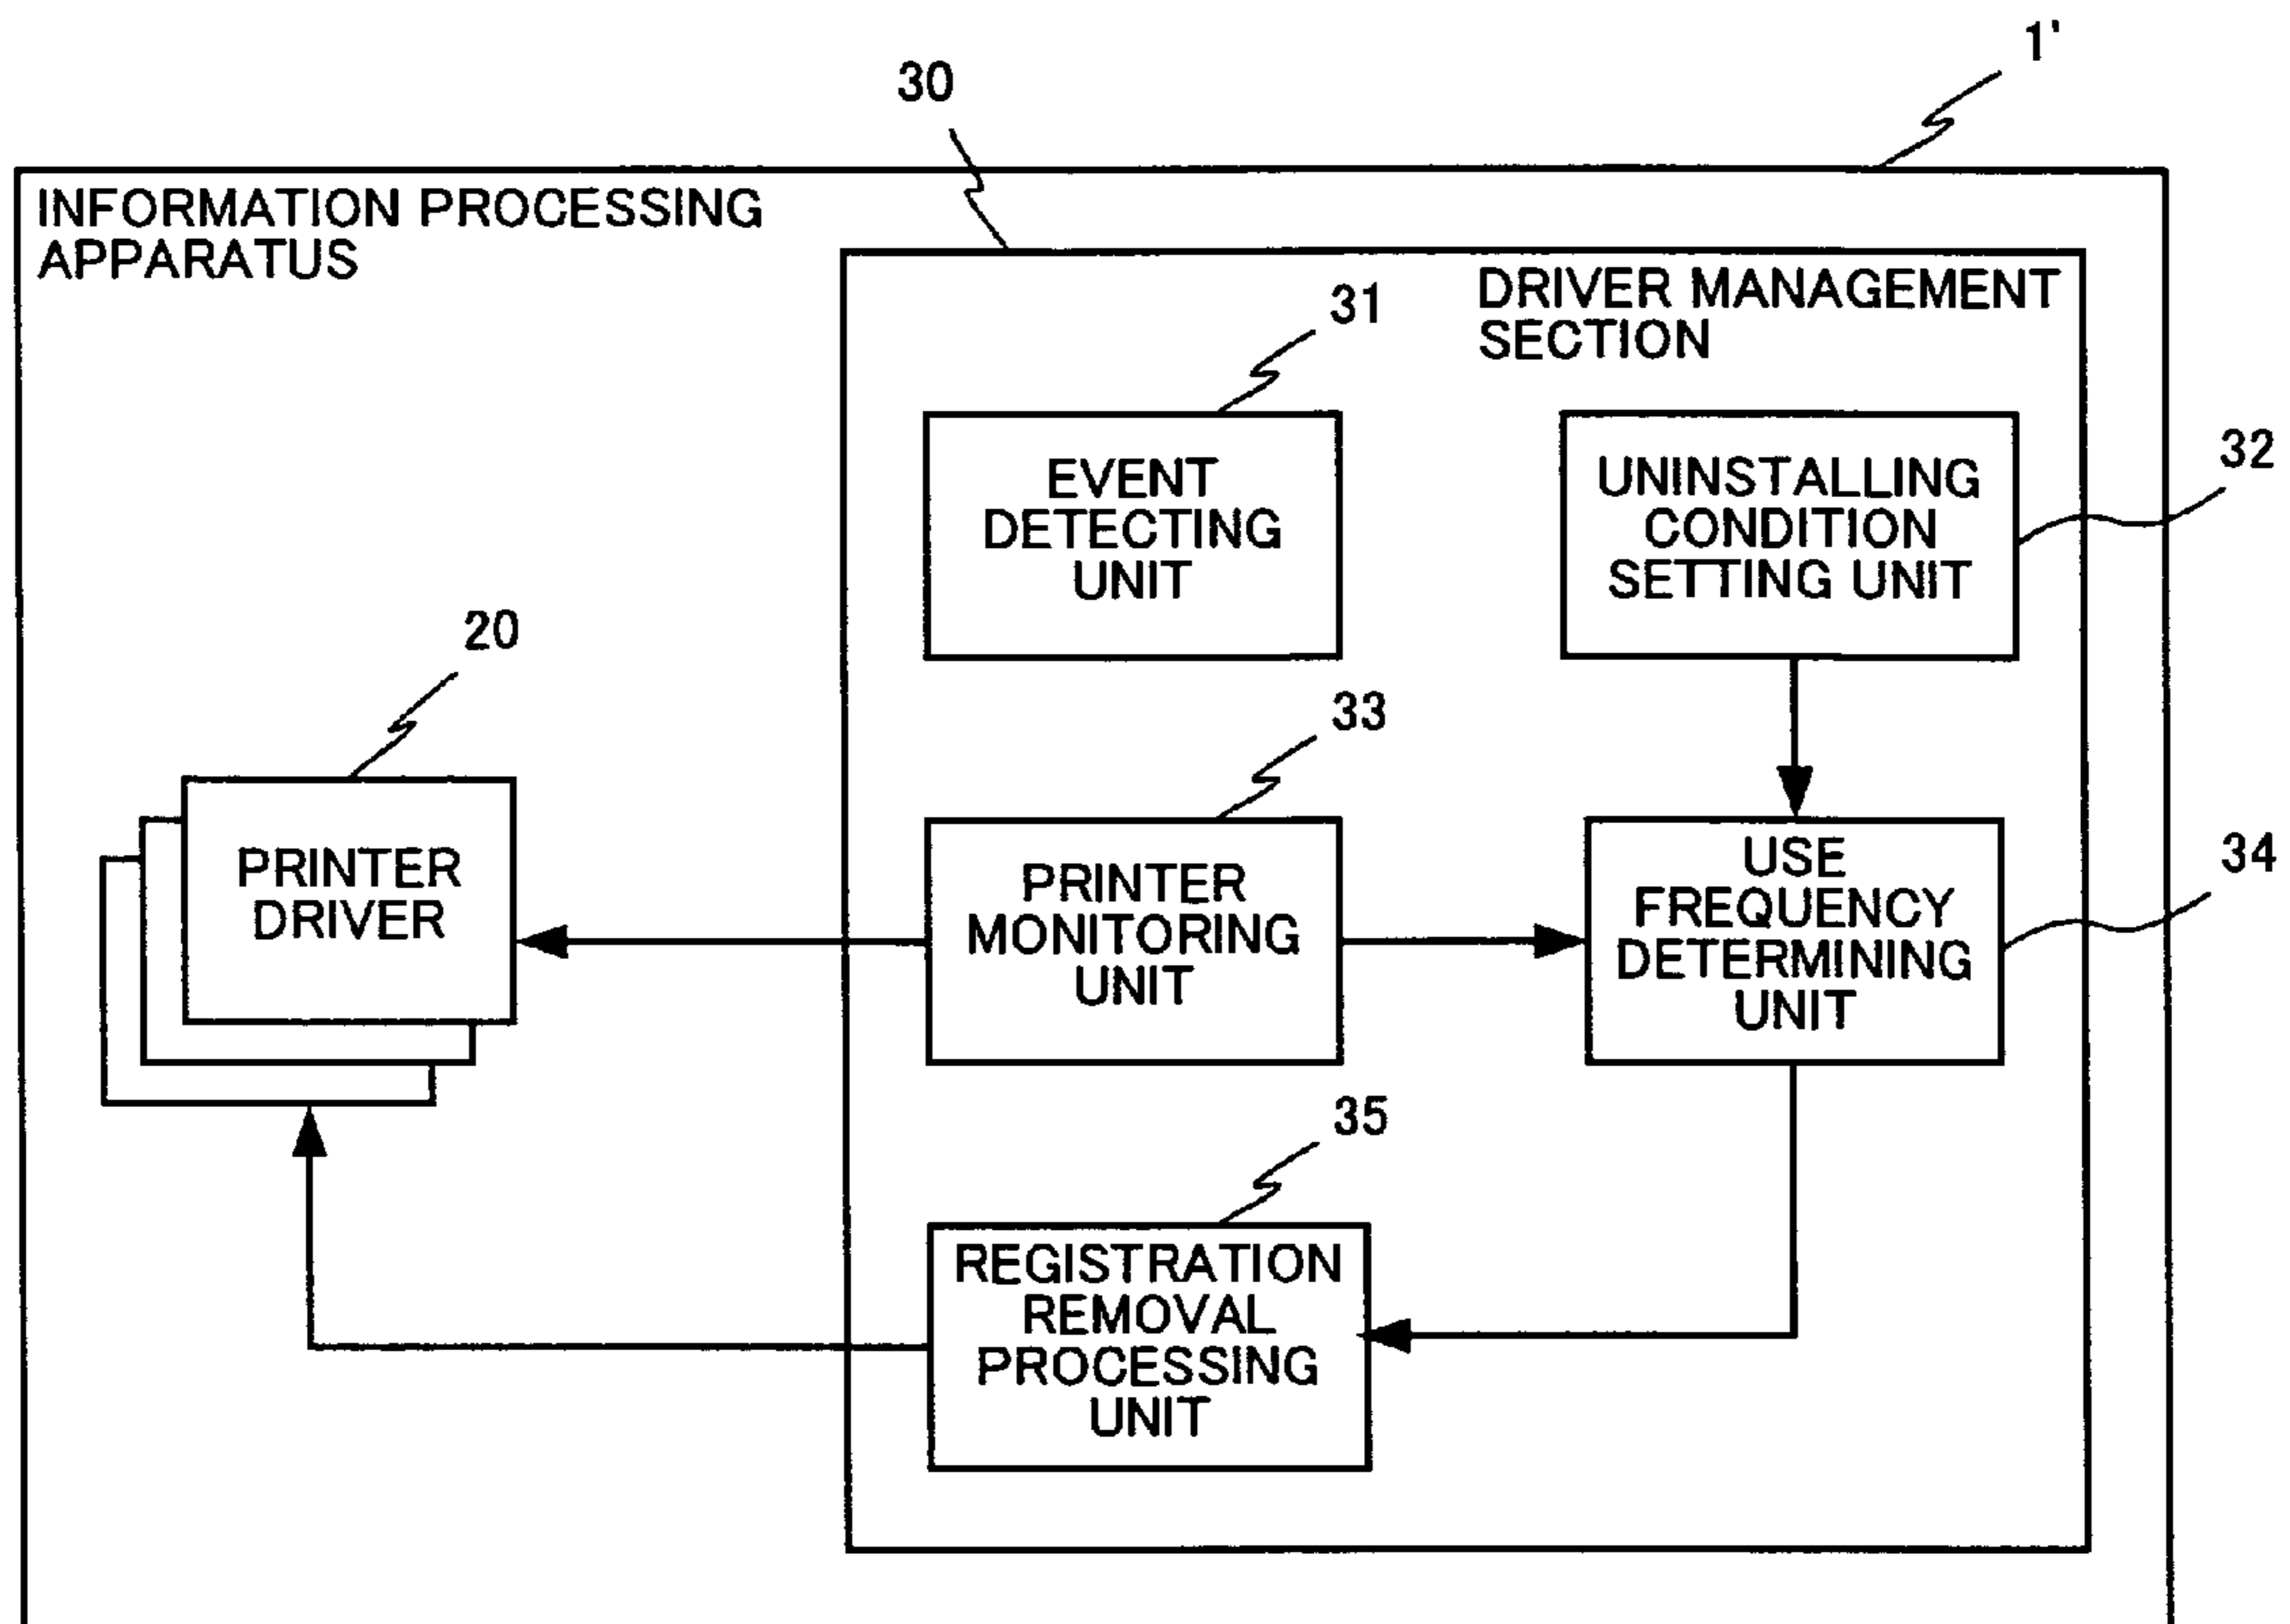 1'
30
INFORMATION PROCESSING
APPARATUS
DRIVER MANAGEMENT
SECTION
31
EVENT
DETECTING
UNIT
32
UNINSTALLING
CONDITION
SETTING UNIT
20
PRINTER
DRIVER
33
PRINTER
MONITORING
UNIT
34
USE
FREQUENCY
DETERMINING
UNIT
35
REGISTRATION
REMOVAL
PROCESSING
UNIT